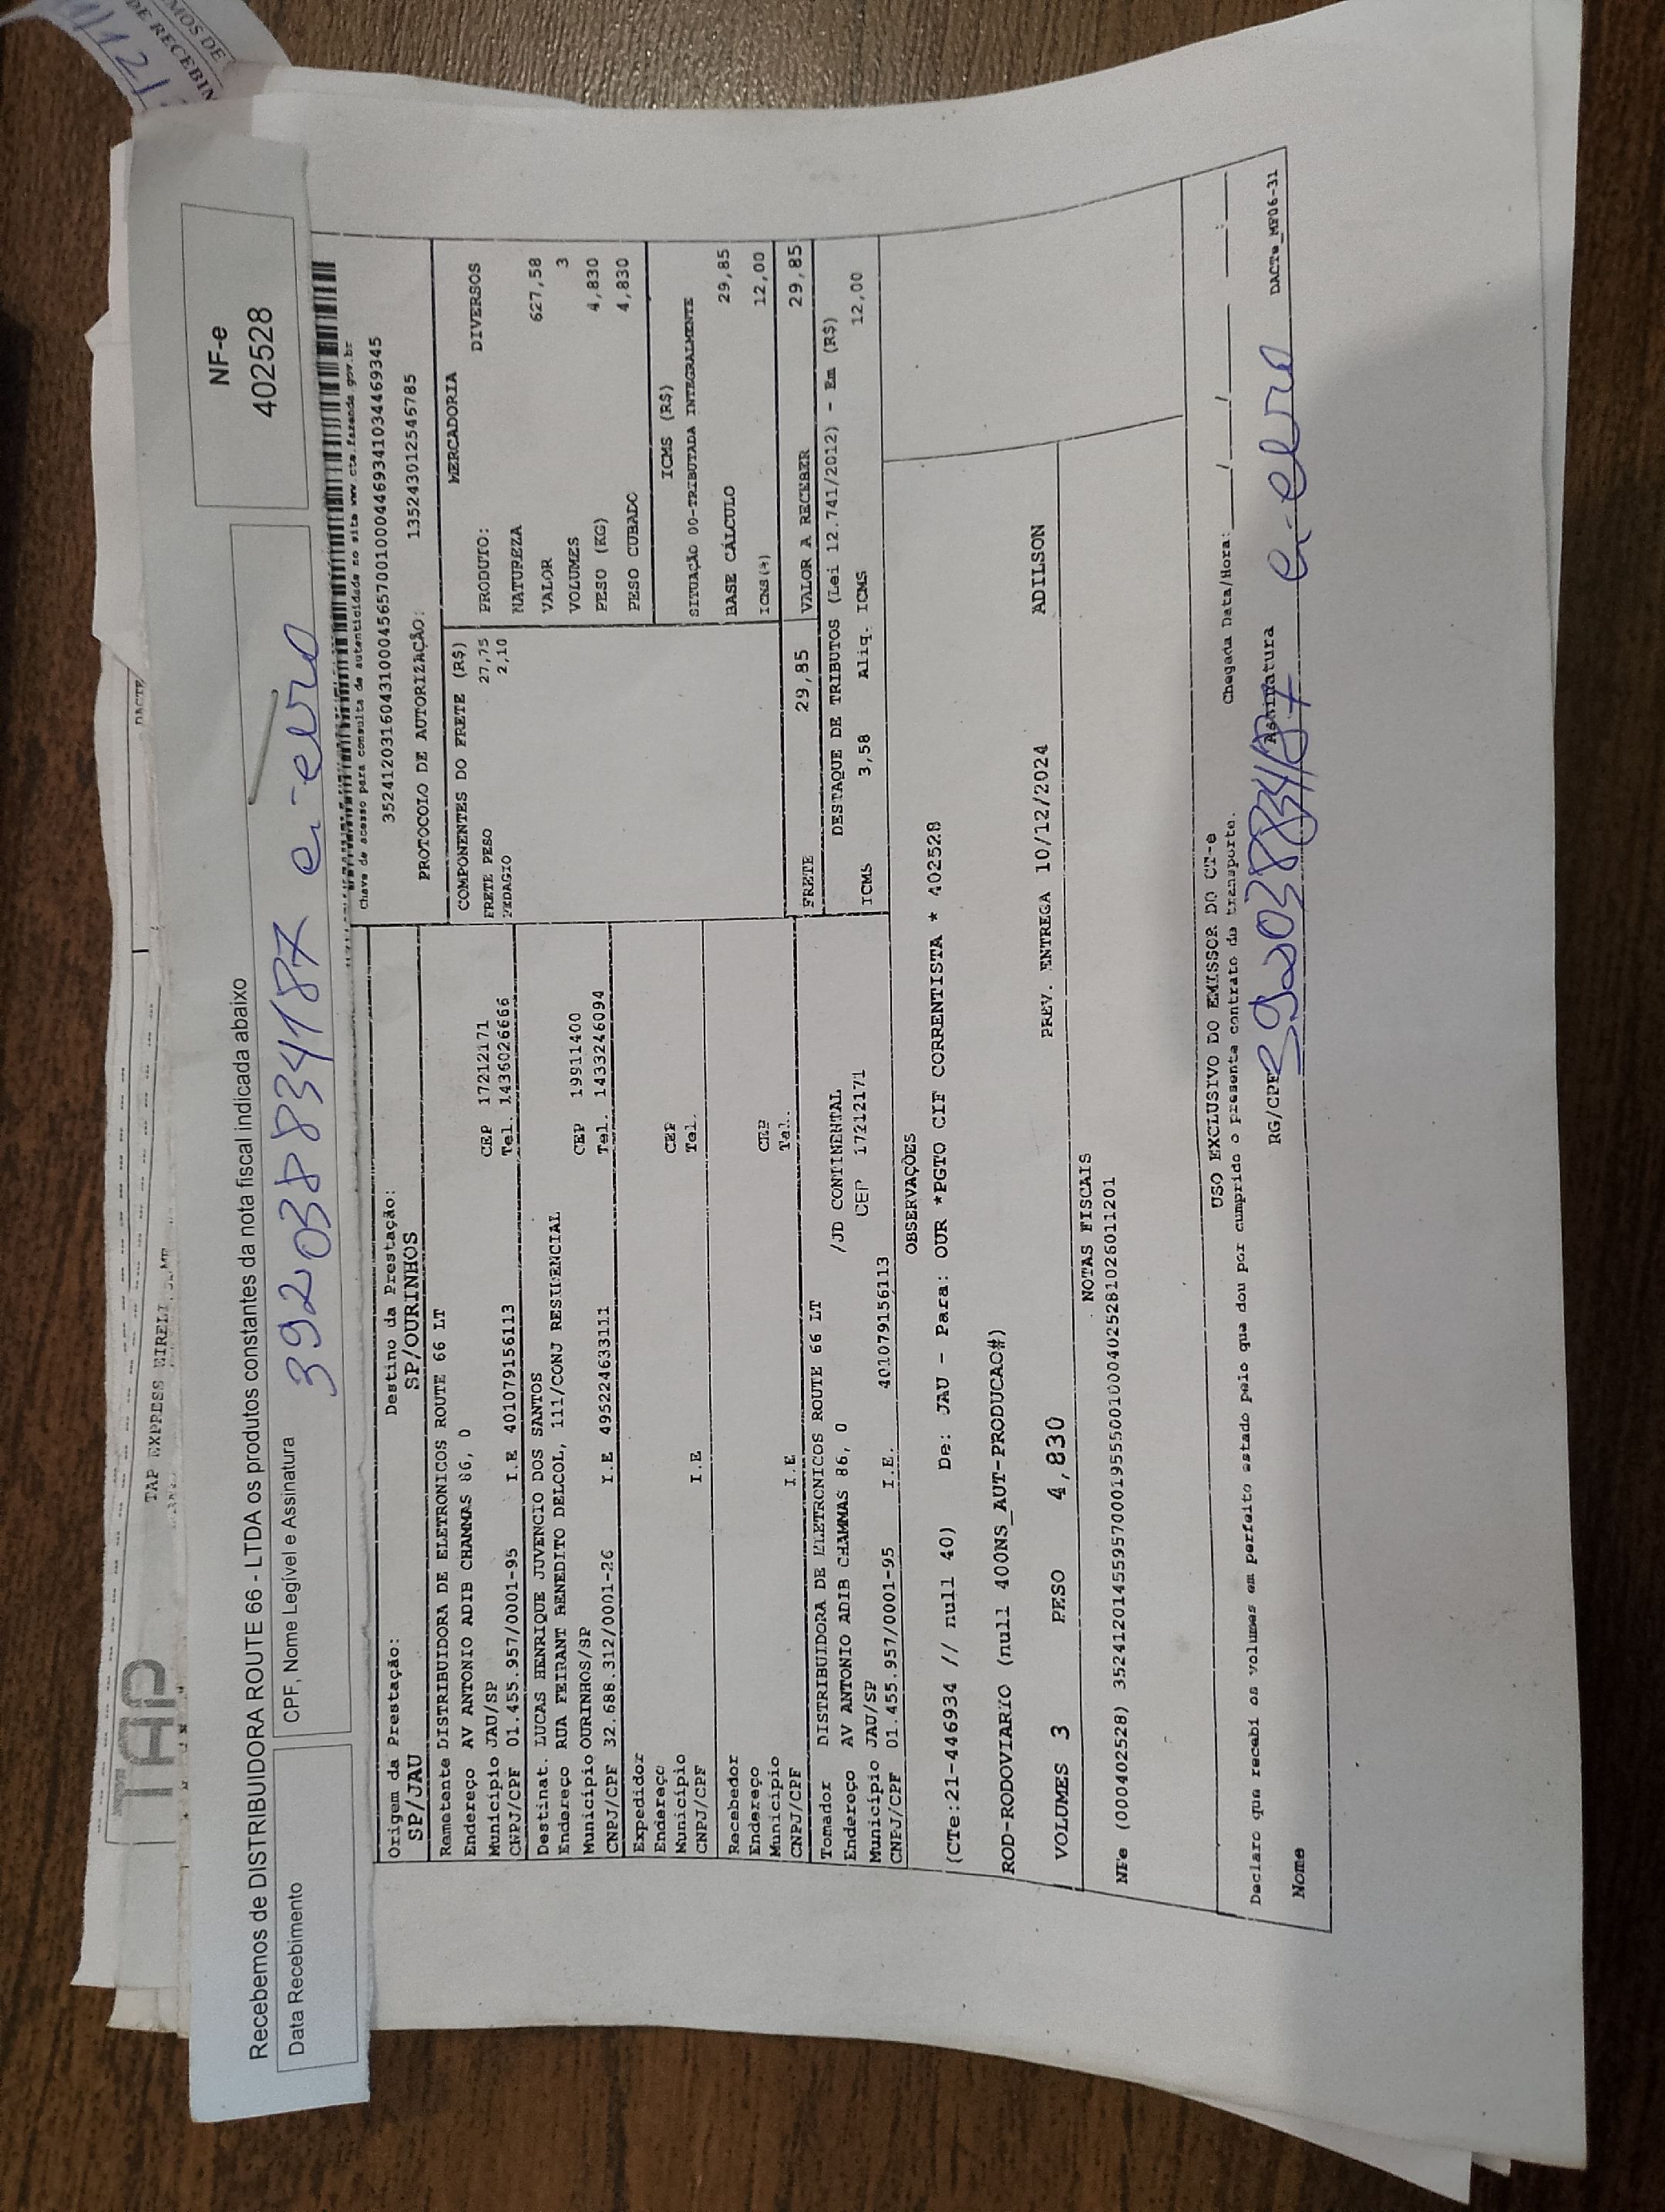 MOS DE
DE RECEBIN
DACTE
TAP
TAP EXPRESS EIRELI
Recebemos de DISTRIBUIDORA ROUTE 66 - LTDA os produtos constantes da nota fiscal indicada abaixo
NF-e
402528
Data Recebimento
CPF, Nome Legível e Assinatura
392038834187
Chave de acesso para consulta de autenticidade no site www.cte.fazenda.gov.br
35241203160431000456570010004469341034469345
PROTOCOLO DE AUTORIZAÇÃO: 135243012546785
Origem da Prestação:
SP/JAU
Destino da Prestação:
SP/OURINHOS
Remetente DISTRIBUIDORA DE ELETRONICOS ROUTE 66 LT
Endereço AV ANTONIO ADIB CHAMMAS 86, 0
Município JAU/SP CEP 17212171
CNPJ/CPF 01.455.957/0001-95 I.E 401079156113 Tel. 1436026666
Destinat. LUCAS HENRIQUE JUVENCIO DOS SANTOS
Endereço RUA FEIRANT BENEDITO DELCOL, 111/CONJ RESIDENCIAL
Município OURINHOS/SP CEP 19911400
CNPJ/CPF 32.688.312/0001-26 I.E 495224633111 Tel. 1433246094
Expedidor
Endereço
Município CEP
CNPJ/CPF I.E Tel.
Recebedor
Endereço
Município CEP
CNPJ/CPF I.E Tel.
Tomador DISTRIBUIDORA DE ELETRONICOS ROUTE 66 LT
Endereço AV ANTONIO ADIB CHAMMAS 86, 0 /JD CONTINENTAL
Município JAU/SP CEP 17212171
CNPJ/CPF 01.455.957/0001-95 I.E. 401079156113
COMPONENTES DO FRETE (R$)
FRETE PESO 27,75
PEDAGIO 2,10
MERCADORIA
PRODUTO: DIVERSOS
NATUREZA
VALOR 627,58
VOLUMES 3
PESO (KG) 4,830
PESO CUBADO 4,830
ICMS (R$)
SITUAÇÃO 00-TRIBUTADA INTEGRALMENTE
BASE CÁLCULO 29,85
ICMS(%) 12,00
FRETE 29,85 VALOR A RECEBER 29,85
DESTAQUE DE TRIBUTOS (Lei 12.741/2012) - Em (R$)
ICMS 3,58 Aliq. ICMS 12,00
OBSERVAÇÕES
(CTe:21-446934 // null 40) De: JAU - Para: OUR *PGTO CIF CORRENTISTA * 402528
ROD-RODOVIARIO (null 400NS_AUT-PRODUCAO#)
VOLUMES 3 PESO 4,830 PREV. ENTREGA 10/12/2024 ADILSON
NOTAS FISCAIS
NFe (000402528) 35241201455957000195550010004025281026011201
USO EXCLUSIVO DO EMISSOR DO CT-e
Declaro que recebi os volumes em perfeito estado pelo que dou por cumprido o presente contrato de transporte. Chegada Data/Hora: ___/___/___ ___:___
Nome RG/CPF 392038834187 Assinatura DACTe_MF06-31